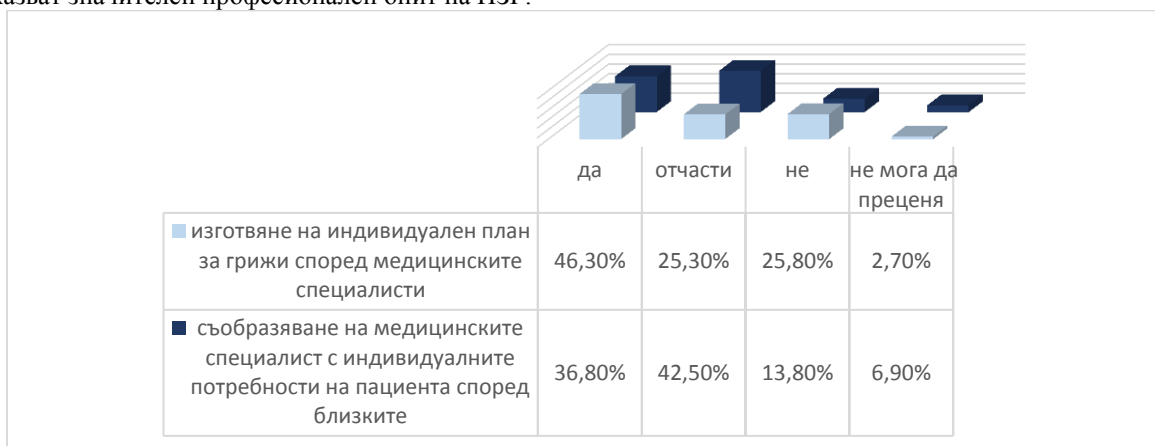 да отчасти не не мога да
преценя
изготвяне на индивидуален план
за грижи според медицинските
специалисти
46,30% 25,30% 25,80% 2,70%
съобразяване на медицинските
специалист с индивидуалните
потребности на пациента според
близките
36,80% 42,50% 13,80% 6,90%